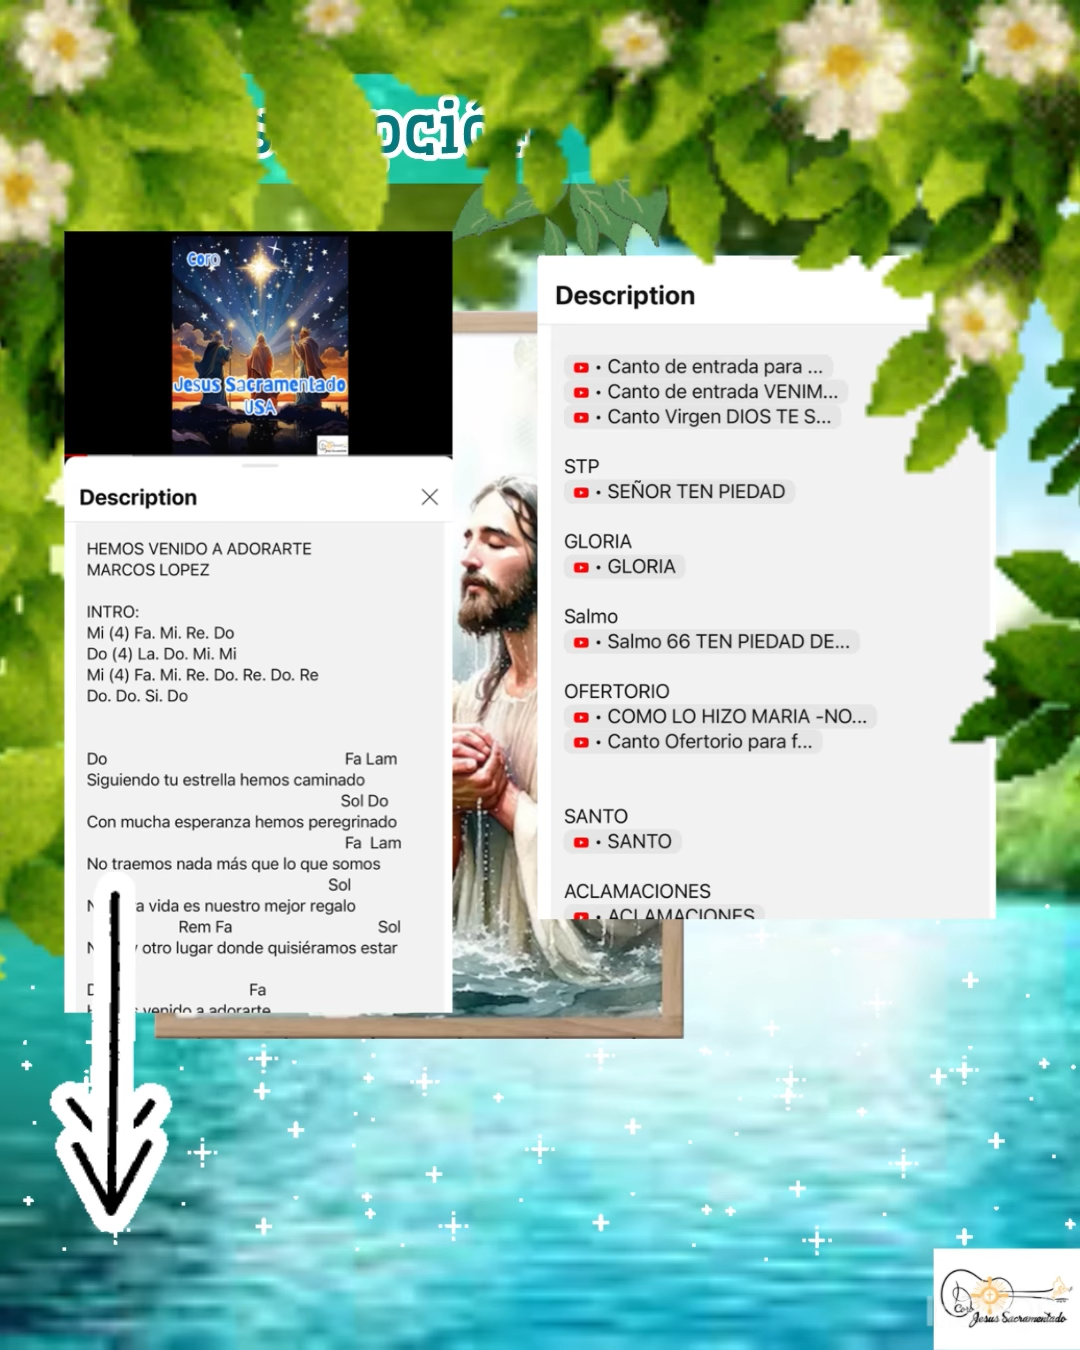 Coro
Jesus Sacramentado
USA
Description
HEMOS VENIDO A ADORARTE
MARCOS LOPEZ
INTRO:
Mi (4) Fa. Mi. Re. Do
Do (4) La. Do. Mi. Mi
Mi (4) Fa. Mi. Re. Do. Re. Do. Re
Do. Do. Si. Do
Do Fa Lam
Siguiendo tu estrella hemos caminado
Sol Do
Con mucha esperanza hemos peregrinado
Fa Lam
No traemos nada más que lo que somos
Sol
vida es nuestro mejor regalo
Rem Fa Sol
otro lugar donde quisiéramos estar
Fa
venido a adorarte
Description
• Canto de entrada para ...
• Canto de entrada VENIM...
• Canto Virgen DIOS TE S...
STP
• SEÑOR TEN PIEDAD
GLORIA
• GLORIA
Salmo
• Salmo 66 TEN PIEDAD DE...
OFERTORIO
• COMO LO HIZO MARIA -NO...
• Canto Ofertorio para f...
SANTO
• SANTO
ACLAMACIONES
• ACLAMACIONES
Coro
Jesus Sacramentado